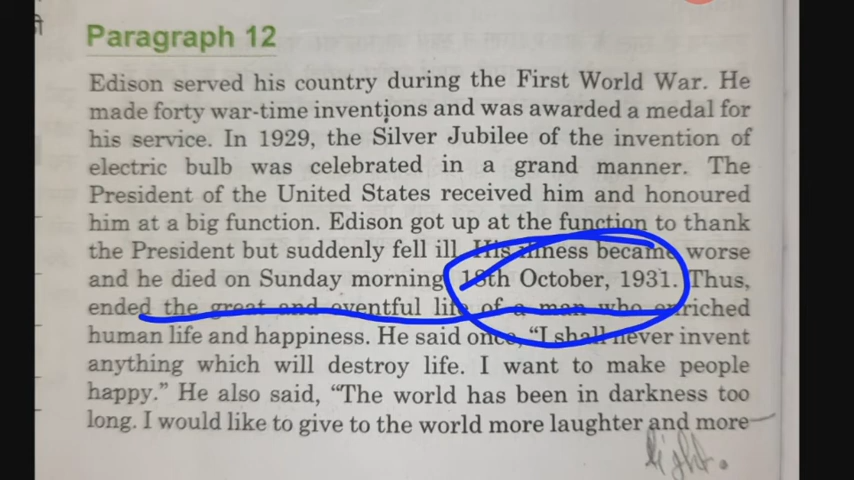 Paragraph 12
Edison served his country during the First World War. He
made forty war-time inventions and was awarded a medal for
his service. In 1929, the Silver Jubilee of the invention of
electric bulb was celebrated in a grand manner. The
President of the United States received him and honoured
him at a big function. Edison got up at the function to thank
the President but suddenly fell ill. His illness became worse
and he died on Sunday morning 18th October, 1931. Thus,
ended the great and eventful life of a man who enriched
human life and happiness. He said once, “I shall never invent
anything which will destroy life. I want to make people
happy.” He also said, “The world has been in darkness too
long. I would like to give to the world more laughter and more
light.